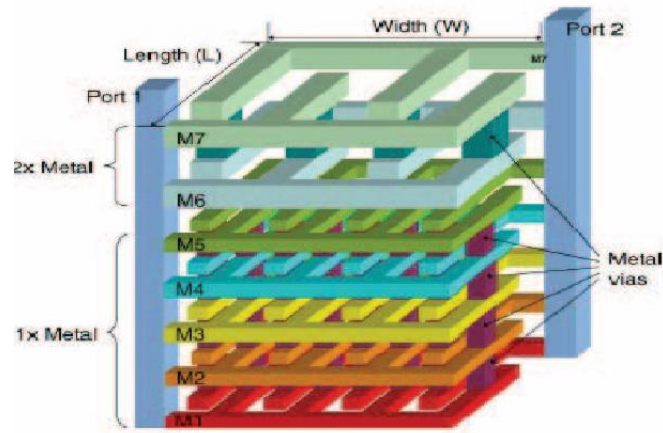 Width (W)
Port 2
Length (L)
M7
Port 1
M7
2x Metal
M6
M5
Metal
vias
M4
1x Metal
M3
M2
M1